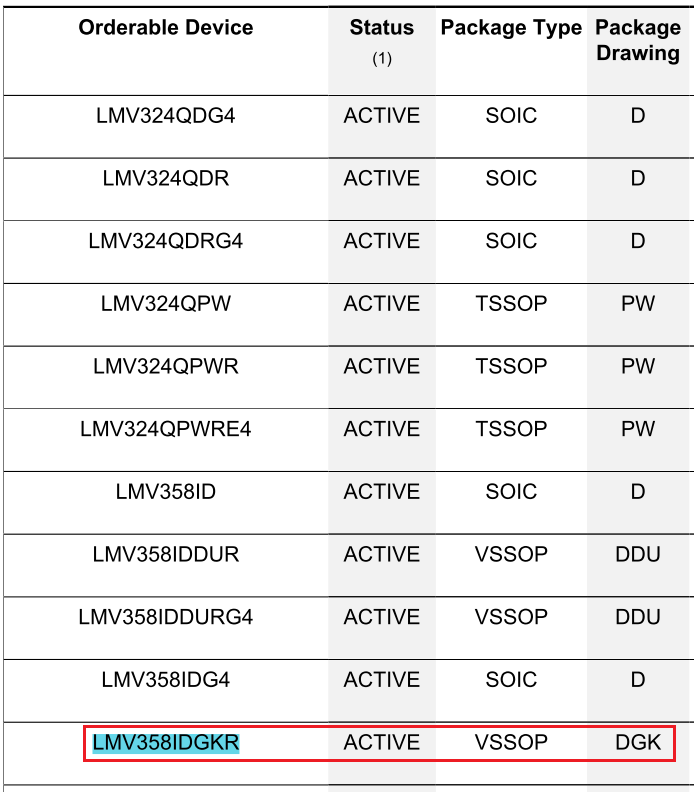 Orderable Device Status Package Type Package
(1) Drawing
LMV324QDG4 ACTIVE SOIC D
LMV324QDR ACTIVE SOIC D
LMV324QDRG4 ACTIVE SOIC D
LMV324QPW ACTIVE TSSOP PW
LMV324QPWR ACTIVE TSSOP PW
LMV324QPWRE4 ACTIVE TSSOP PW
LMV358ID ACTIVE SOIC D
LMV358IDDUR ACTIVE VSSOP DDU
LMV358IDDURG4 ACTIVE VSSOP DDU
LMV358IDG4 ACTIVE SOIC D
LMV358IDGKR ACTIVE VSSOP DGK